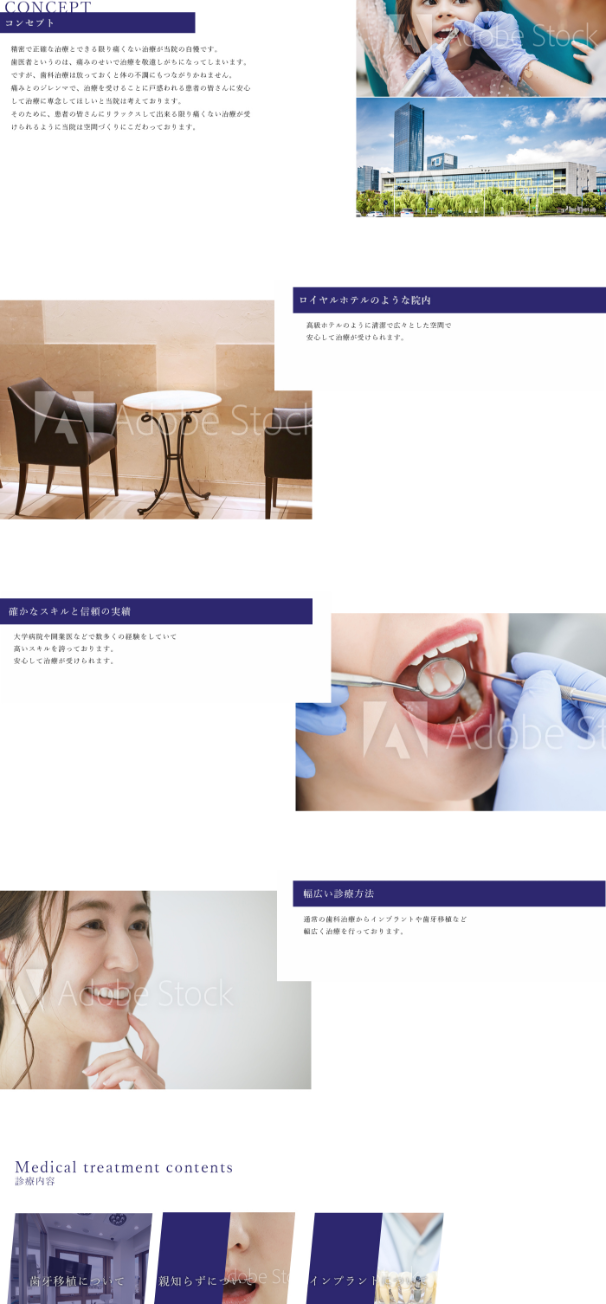 CONCEPT
コンセプト
精密で正確な治療とできる限り痛くない治療が当院の自慢です。
歯医者というのは、痛みのせいで治療を敬遠しがちになってしまいます。
ですが、歯科治療は放っておくと体の不調にもつながりかねません。
痛みとのジレンマで、治療を受けることに戸惑われる患者の皆さんに安心
して治療に専念してほしいと当院は考えております。
そのために、患者の皆さんにリラックスして出来る限り痛くない治療が受
けられるように当院は空間づくりにこだわっております。
Adobe Stock
ロイヤルホテルのような院内
高級ホテルのように清潔で広々とした空間で
安心して治療が受けられます。
Adobe Stock
確かなスキルと信頼の実績
大学病院や開業医などで数多くの経験をしていて
高いスキルを誇っております。
安心して治療が受けられます。
Adobe Stock
幅広い診療方法
通常の歯科治療からインプラントや歯牙移植など
幅広く治療を行っております。
Adobe Stock
Medical treatment contents
診療内容
歯牙移植について
親知らずについて
インプラント